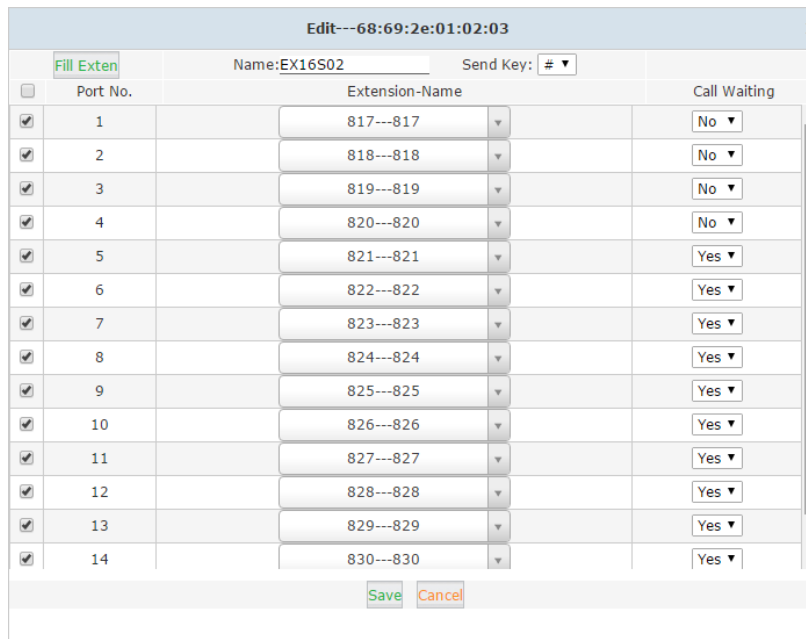 Edit---68:69:2e:01:02:03
Fill Exten Name:EX16S02 Send Key: # ▼
Port No. Extension-Name Call Waiting
1 817---817 No ▼
2 818---818 No ▼
3 819---819 No ▼
4 820---820 No ▼
5 821---821 Yes ▼
6 822---822 Yes ▼
7 823---823 Yes ▼
8 824---824 Yes ▼
9 825---825 Yes ▼
10 826---826 Yes ▼
11 827---827 Yes ▼
12 828---828 Yes ▼
13 829---829 Yes ▼
14 830---830 Yes ▼
Save Cancel